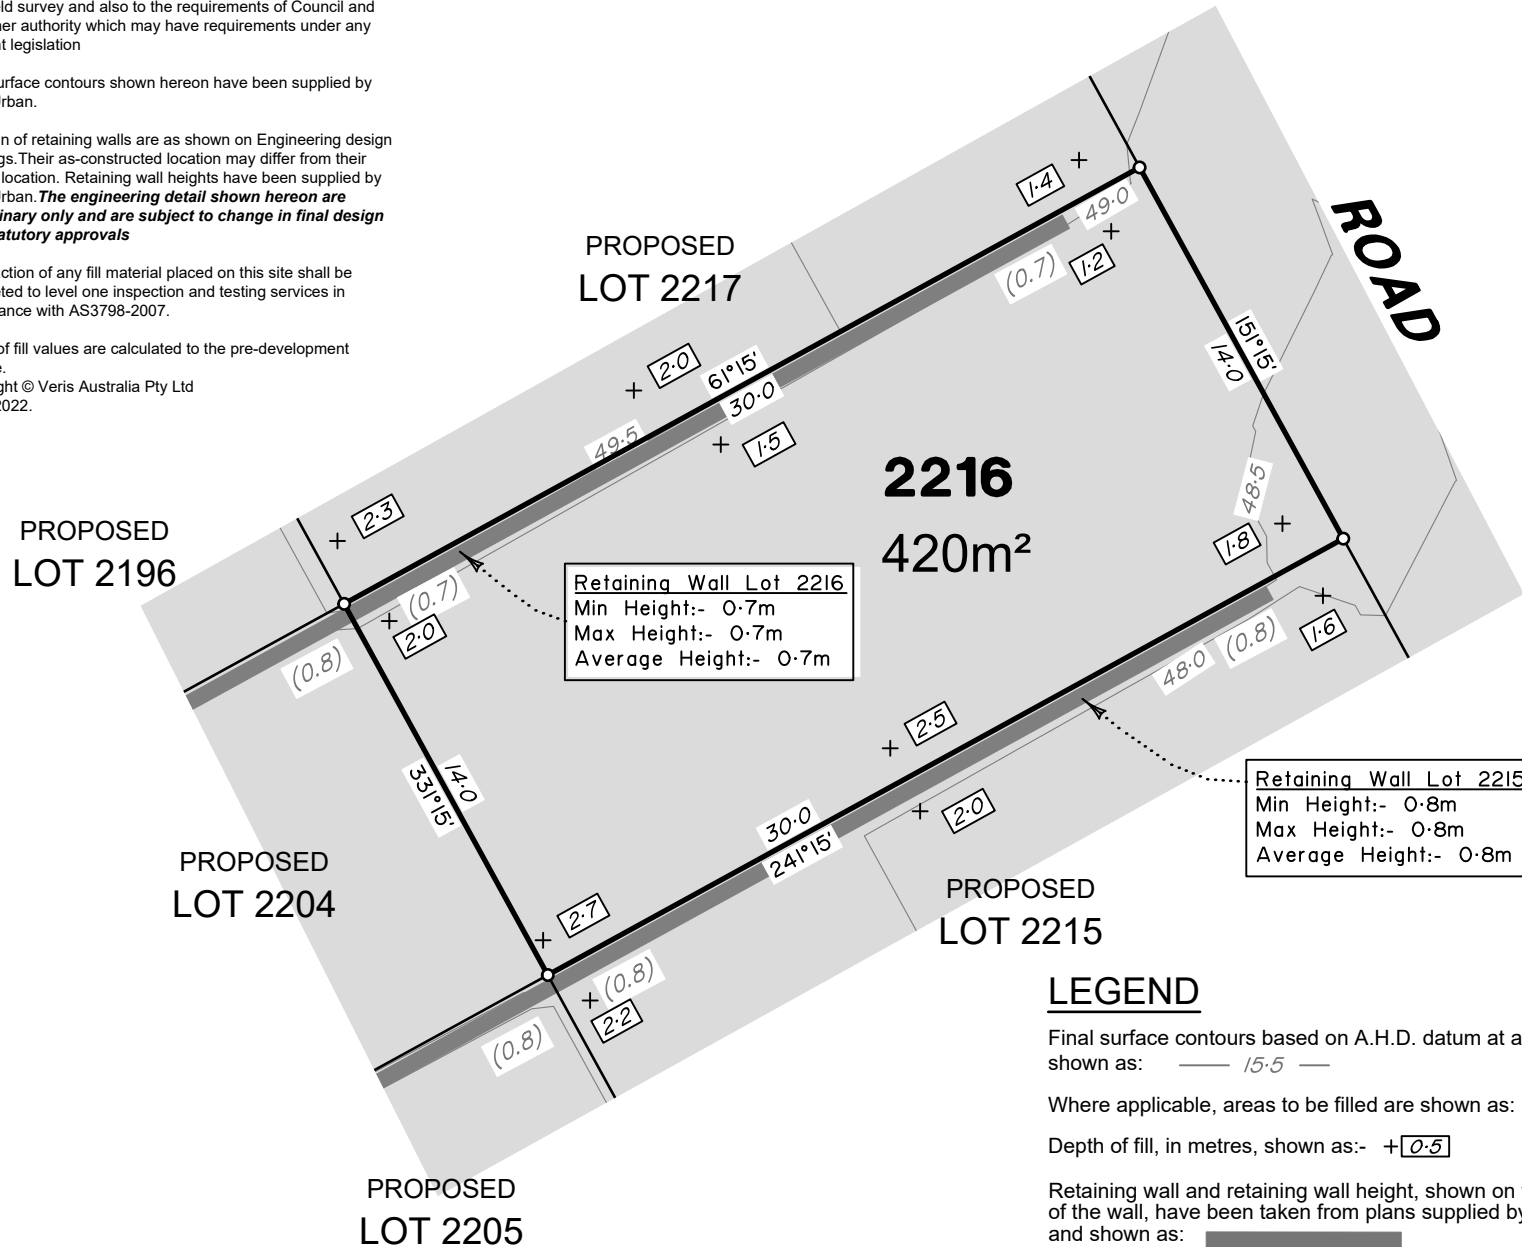 ld survey and also to the requirements of Council and
her authority which may have requirements under any
t legislation
urface contours shown hereon have been supplied by
Urban.
n of retaining walls are as shown on Engineering design
gs.Their as-constructed location may differ from their
location. Retaining wall heights have been supplied by
Urban.The engineering detail shown hereon are
inary only and are subject to change in final design
atutory approvals
ction of any fill material placed on this site shall be
eted to level one inspection and testing services in
ance with AS3798-2007.
of fill values are calculated to the pre-development
e.
ght © Veris Australia Pty Ltd
2022.
PROPOSED
LOT 2217
1·4
49·0
1·2
(0.7)
ROAD
151°15'
14·0
2·0
61°15'
30·0
49·5
1·5
2216
420m²
48·5
1·8
PROPOSED
LOT 2196
2·3
(0.7)
2·0
(0.8)
Retaining Wall Lot 2216
Min Height:- 0·7m
Max Height:- 0·7m
Average Height:- 0·7m
1·6
(0.8)
48·0
2·5
2·0
14·0
331°15'
30·0
241°15'
Retaining Wall Lot 2215
Min Height:- 0·8m
Max Height:- 0·8m
Average Height:- 0·8m
PROPOSED
LOT 2204
PROPOSED
LOT 2215
2·7
(0.8)
2·2
(0.8)
PROPOSED
LOT 2205
LEGEND
Final surface contours based on A.H.D. datum at a
shown as: 15·5
Where applicable, areas to be filled are shown as:
Depth of fill, in metres, shown as:- + 0·5
Retaining wall and retaining wall height, shown on
of the wall, have been taken from plans supplied by
and shown as: